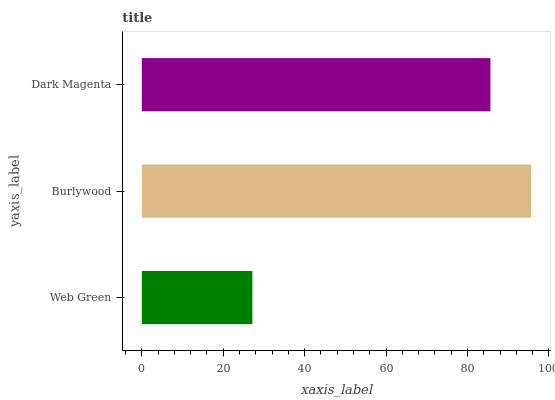 title
Dark Magenta
Burlywood
Web Green
yaxis_label
0 20 40 60 80 100
xaxis_label